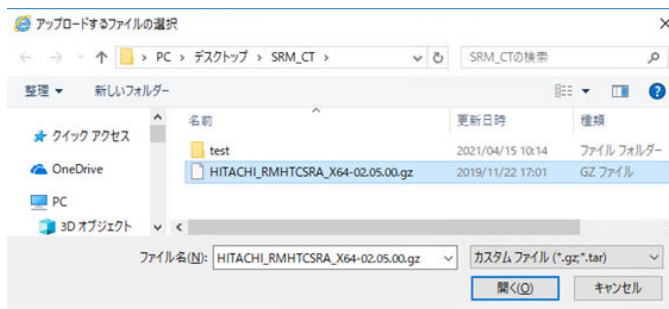 アップロードするファイルの選択
PC › デスクトップ › SRM_CT ›
SRM_CTの検索
整理 新しいフォルダー
名前 更新日時 種類
クイック アクセス
test 2021/04/15 10:14 ファイル フォルダー
OneDrive
HITACHI_RMHTCSRA_X64-02.05.00.gz 2019/11/22 17:01 GZ ファイル
PC
3D オブジェクト
ファイル名(N): HITACHI_RMHTCSRA_X64-02.05.00.gz カスタム ファイル (*.gz;*.tar)
開く(O) キャンセル